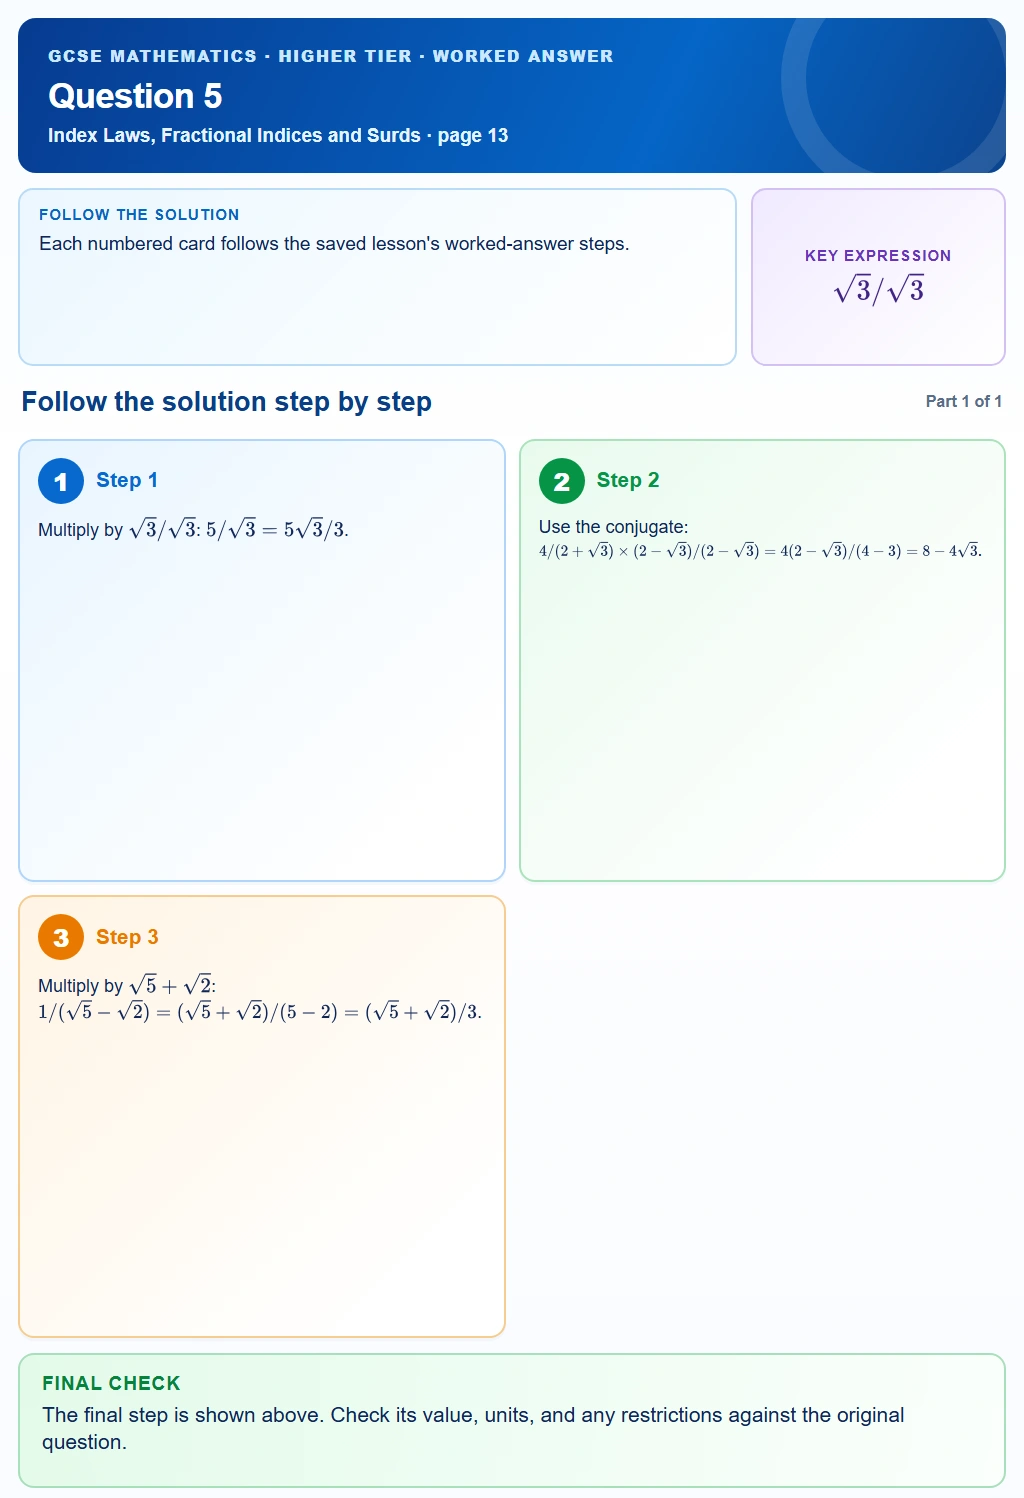 GCSE MATHEMATICS · HIGHER TIER · WORKED ANSWER
Question 5
Index Laws, Fractional Indices and Surds · page 13
FOLLOW THE SOLUTION
Each numbered card follows the saved lesson's worked-answer steps.
KEY EXPRESSION
√3/√3
Follow the solution step by step
Part 1 of 1
1 Step 1
Multiply by √3/√3: 5/√3 = 5√3/3.
2 Step 2
Use the conjugate:
4/(2 + √3) × (2 − √3)/(2 − √3) = 4(2 − √3)/(4 − 3) = 8 − 4√3.
3 Step 3
Multiply by √5 + √2:
1/(√5 − √2) = (√5 + √2)/(5 − 2) = (√5 + √2)/3.
FINAL CHECK
The final step is shown above. Check its value, units, and any restrictions against the original
question.